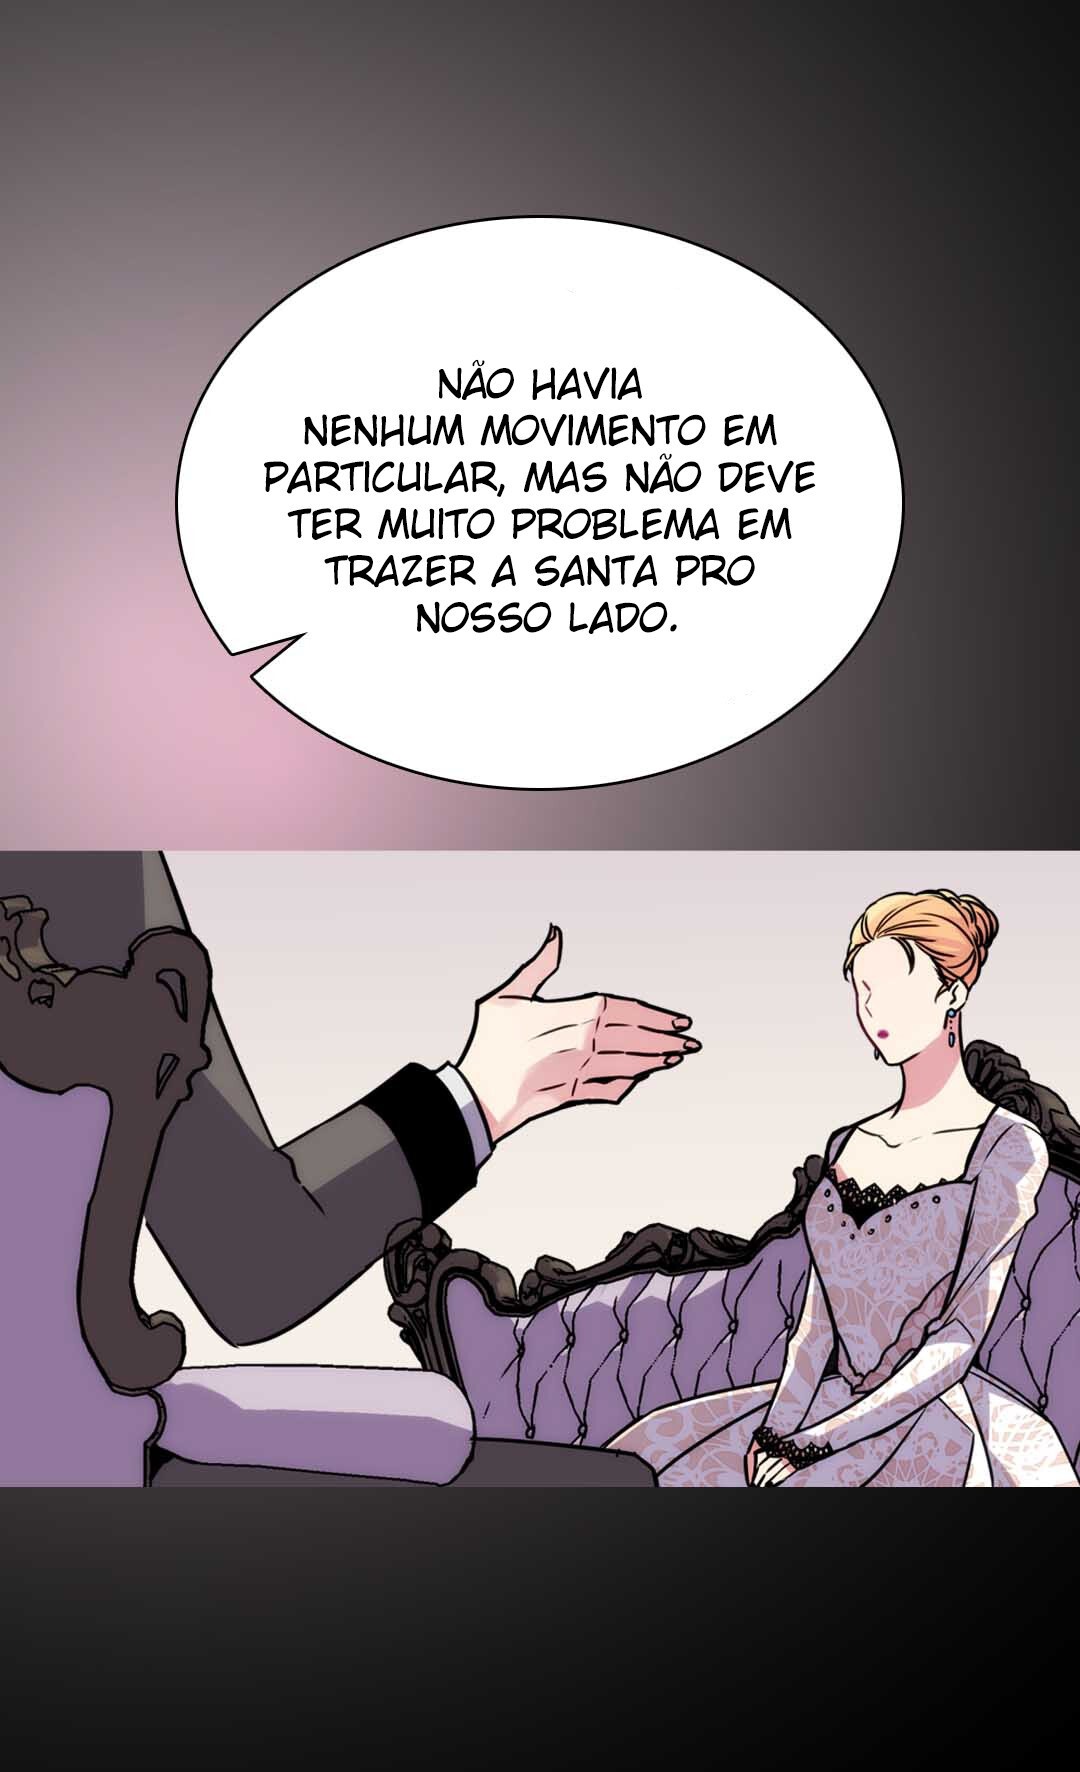 NÃO HAVIA
NENHUM MOVIMENTO EM
PARTICULAR, MAS NÃO DEVE
TER MUITO PROBLEMA EM
TRAZER A SANTA PRO
NOSSO LADO.